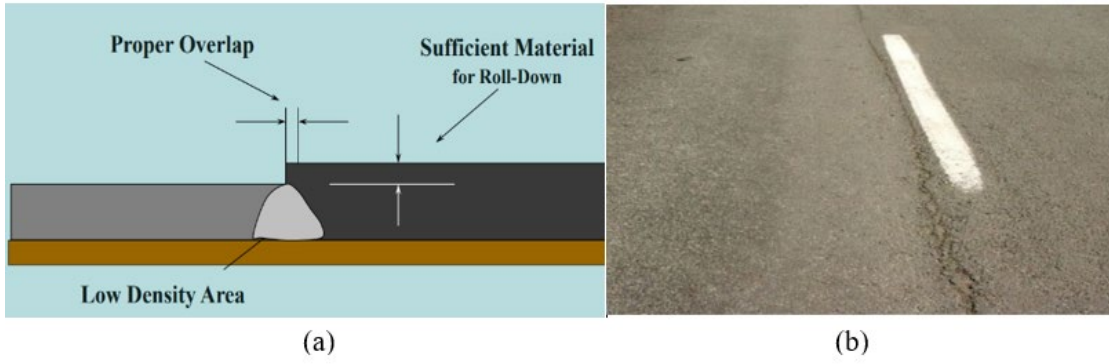 Proper Overlap
Sufficient Material
for Roll-Down
Low Density Area
(a)
(b)